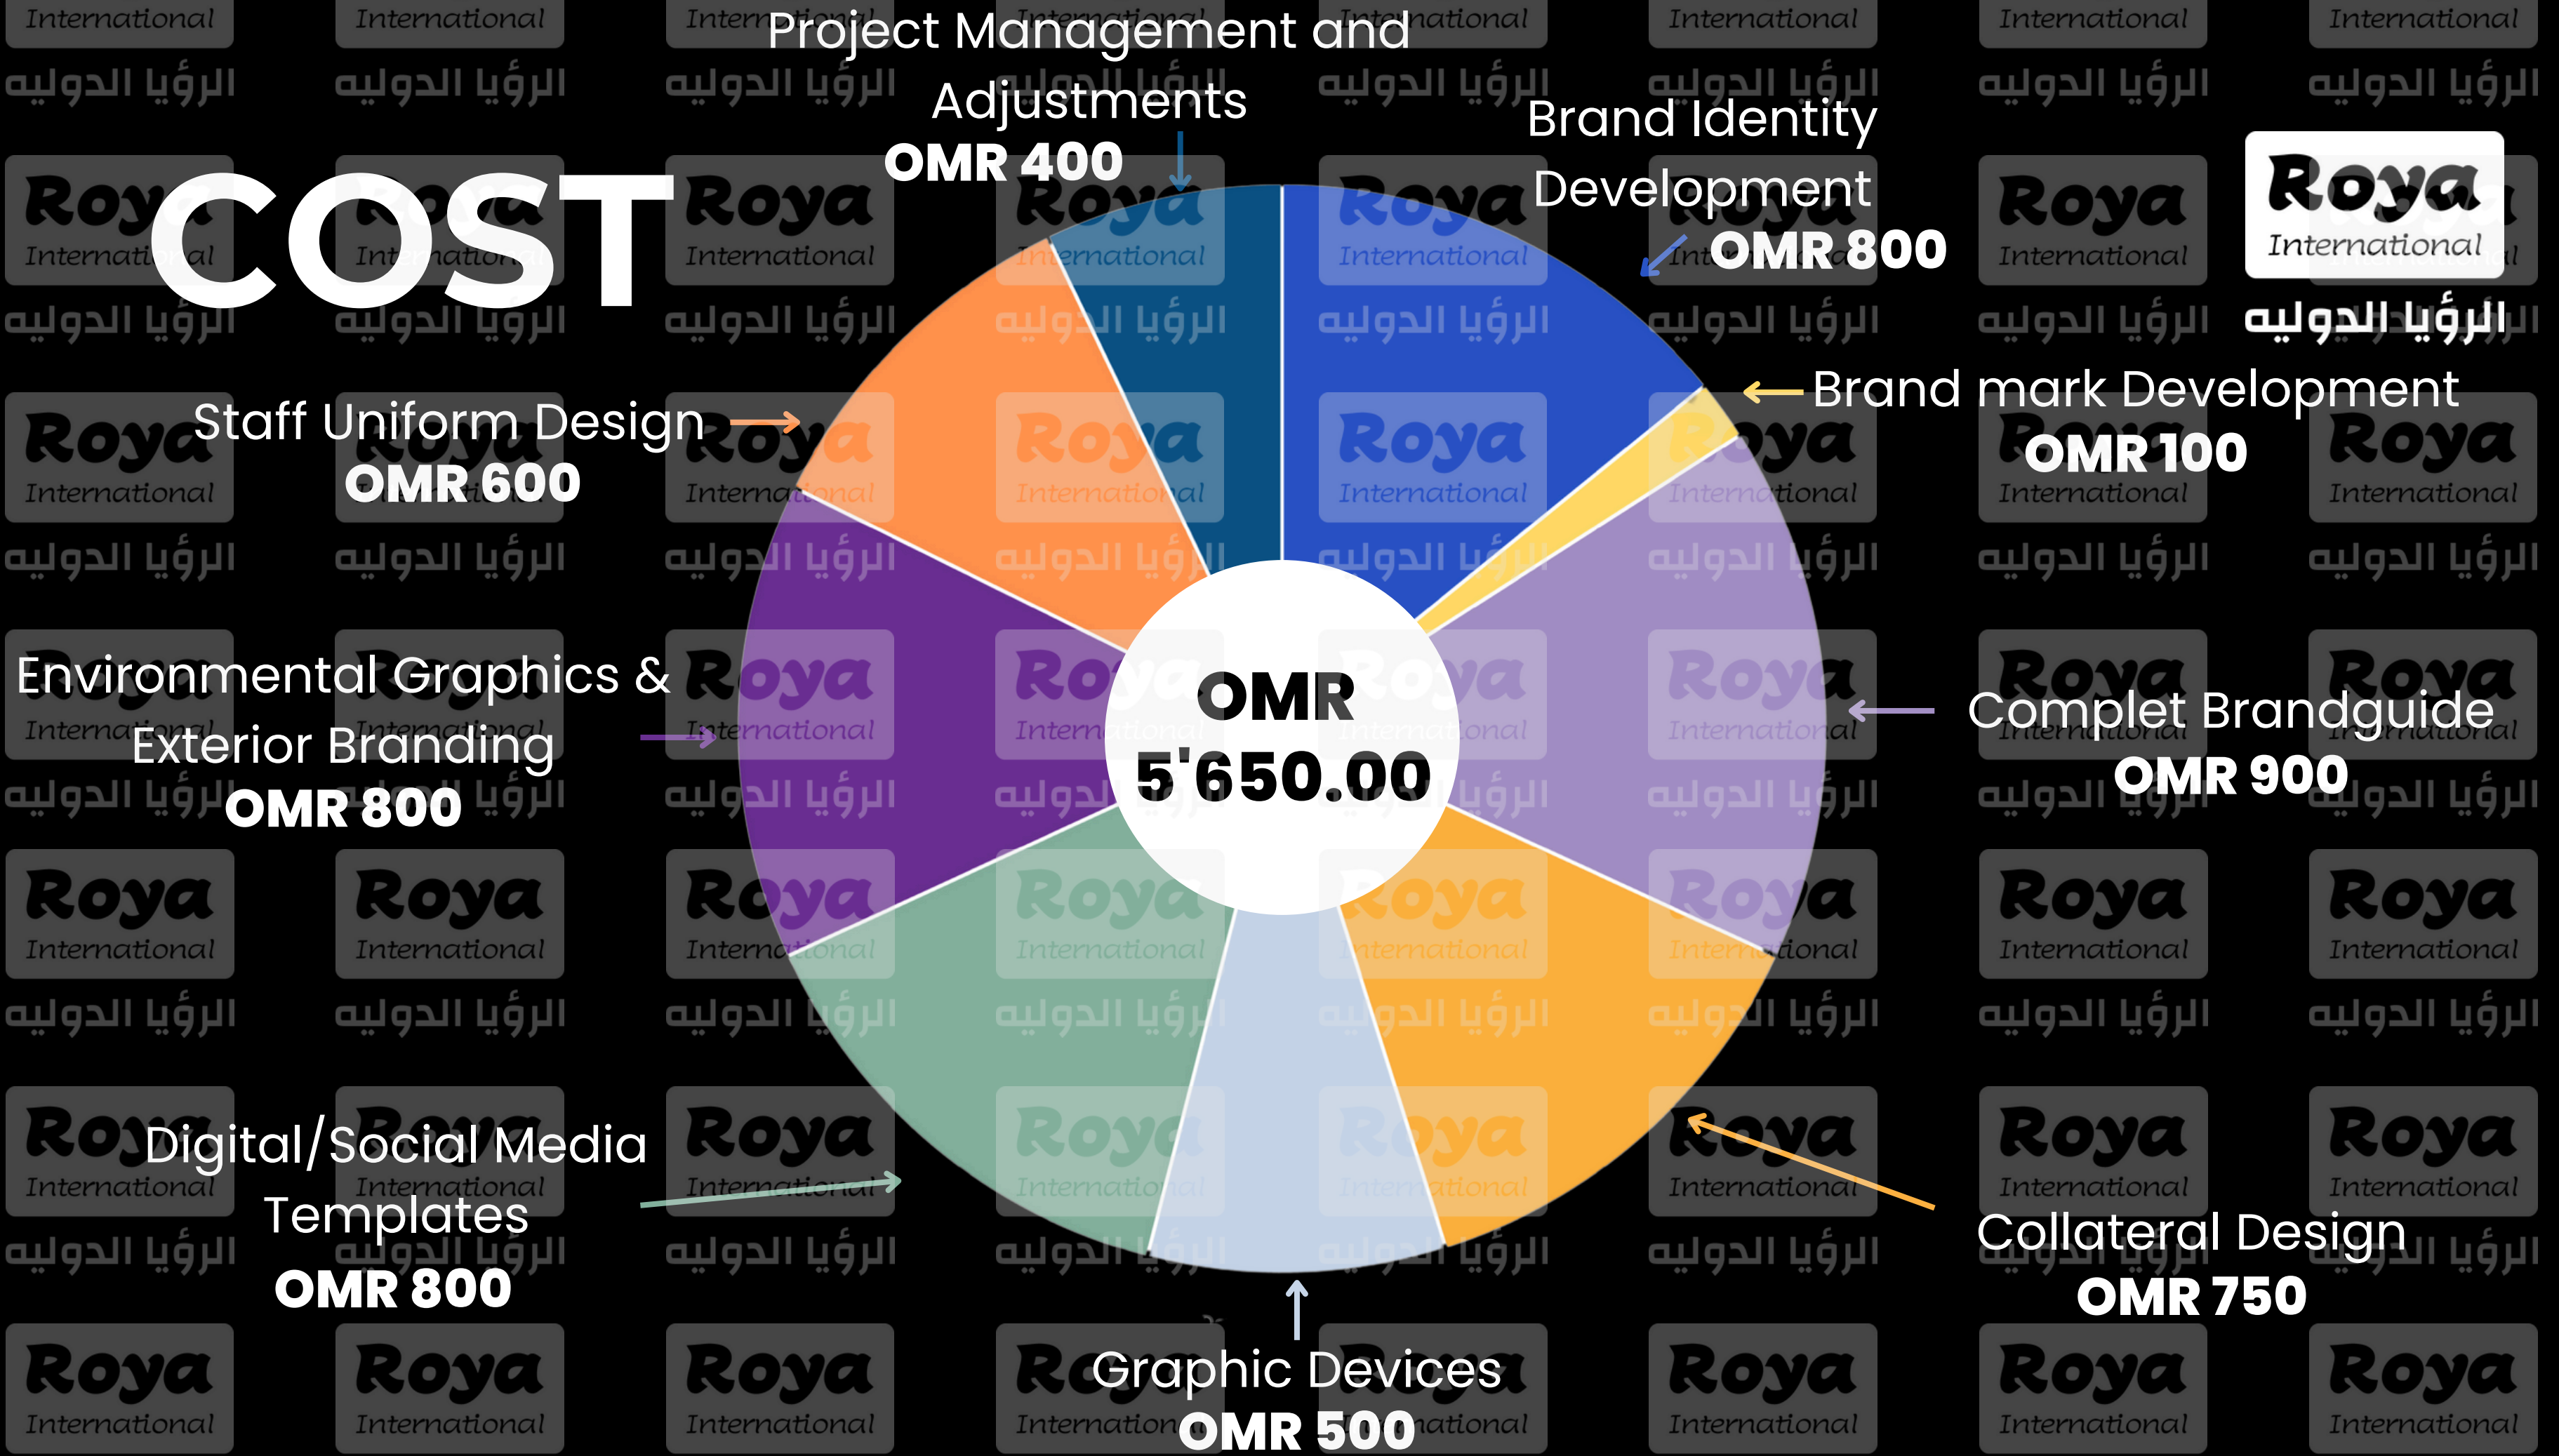 COST
Project Management and
Adjustments
OMR 400
Brand Identity
Development
OMR 800
Roya
International
الرؤيا الدوليه
Brand mark Development
OMR 100
Staff Uniform Design
OMR 600
Environmental Graphics &
Exterior Branding
OMR 800
OMR
5'650.00
Complet Brandguide
OMR 900
Digital/Social Media
Templates
OMR 800
Collateral Design
OMR 750
Graphic Devices
OMR 500